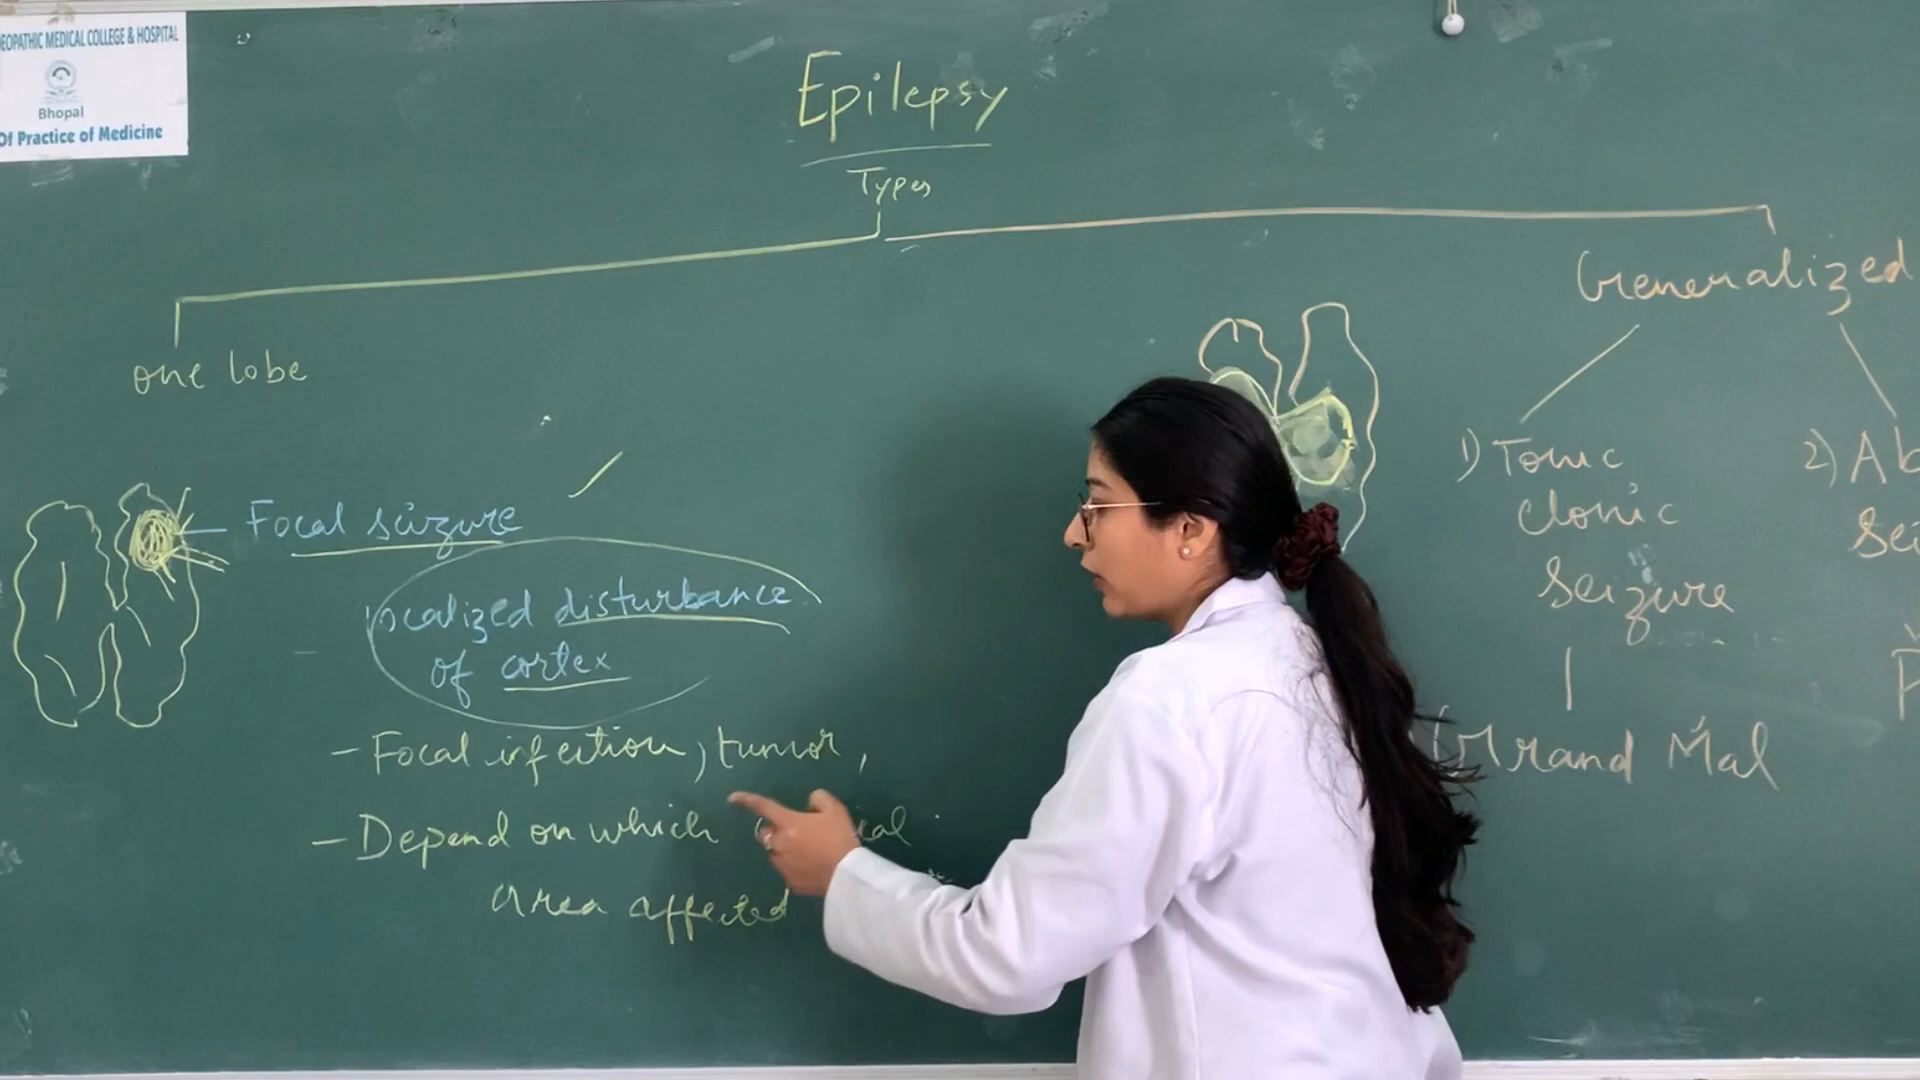 EOPATHIC MEDICAL COLLEGE & HOSPITAL
Bhopal
Of Practice of Medicine
Epilepsy
Types
one lobe
Focal seizure
localized disturbance
of cortex
- Focal infection, tumor,
- Depend on which
area affected
Generalized
1) Tonic
clonic
Seizure
Grand Mal
2) Ab
Sei
P